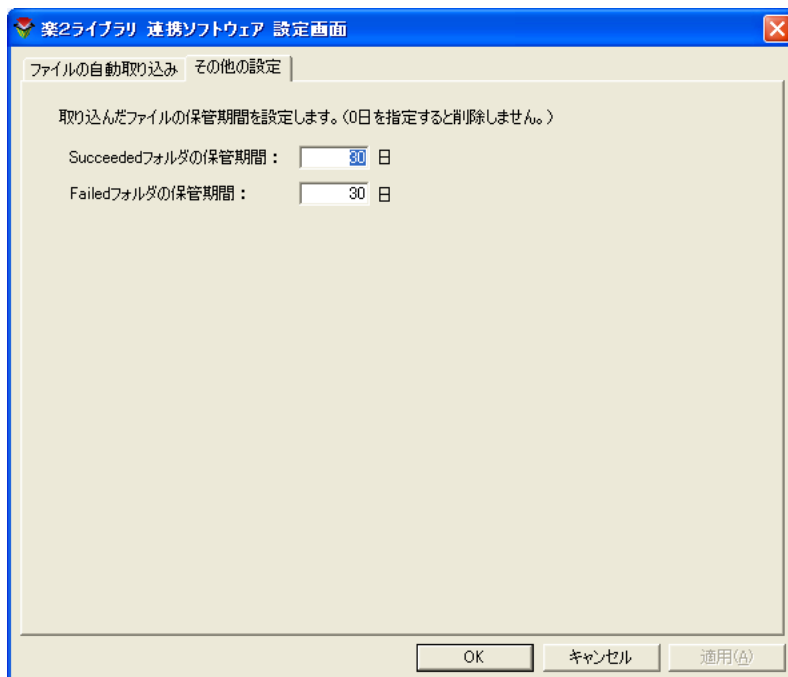 楽2ライブラリ 連携ソフトウェア 設定画面
ファイルの自動取り込み その他の設定
取り込んだファイルの保管期間を設定します。(0日を指定すると削除しません。)
Succeededフォルダの保管期間： 30 日
Failedフォルダの保管期間： 30 日
OK キャンセル 適用(A)